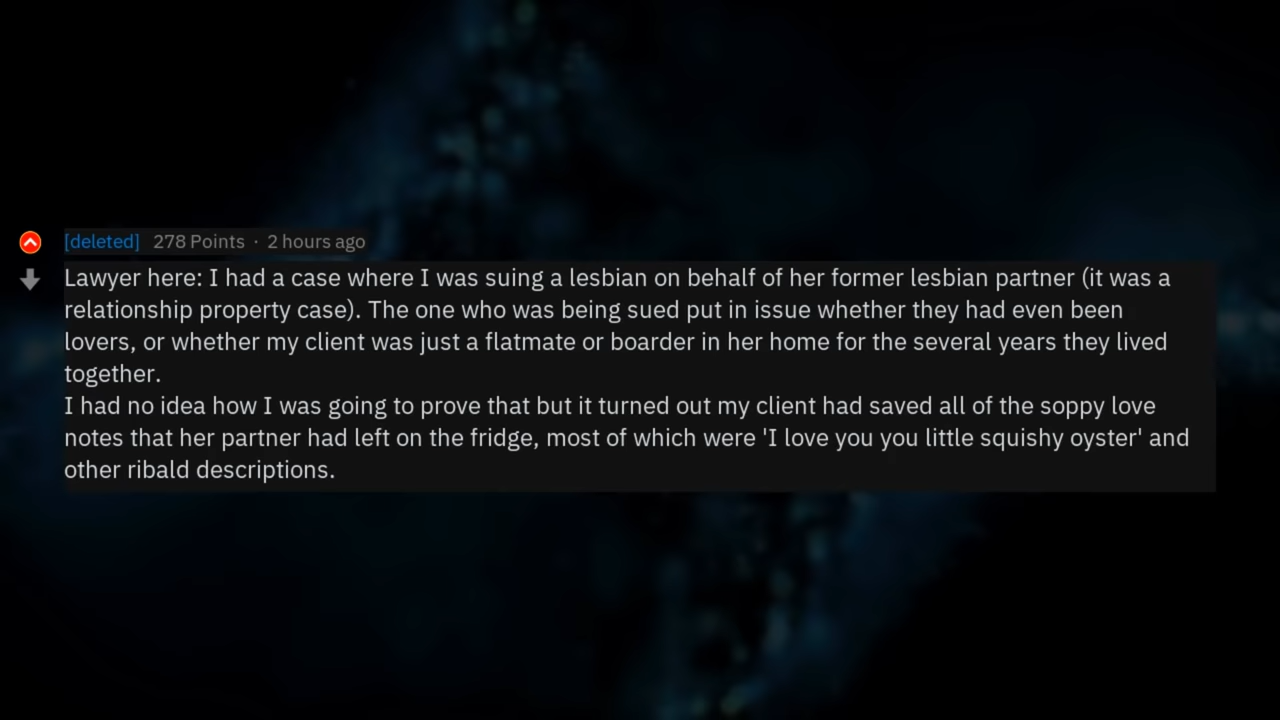 [deleted] 278 Points · 2 hours ago
Lawyer here: I had a case where I was suing a lesbian on behalf of her former lesbian partner (it was a
relationship property case). The one who was being sued put in issue whether they had even been
lovers, or whether my client was just a flatmate or boarder in her home for the several years they lived
together.
I had no idea how I was going to prove that but it turned out my client had saved all of the soppy love
notes that her partner had left on the fridge, most of which were 'I love you you little squishy oyster' and
other ribald descriptions.